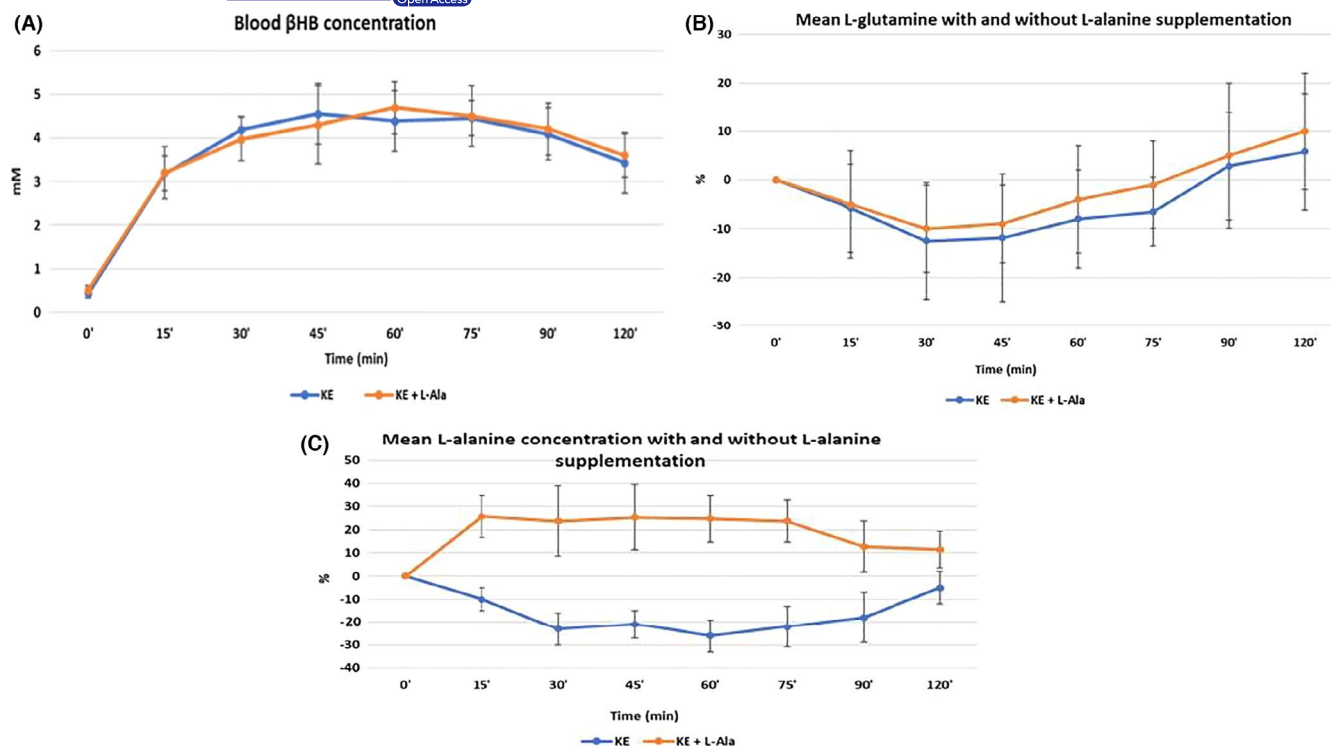 Open Access
(A)
Blood βHB concentration
6
5
4
3
2
1
0
mM
0' 15' 30' 45' 60' 75' 90' 120'
Time (min)
KE KE + L-Ala
(B)
Mean L-glutamine with and without L-alanine supplementation
30
20
10
0
-10
-20
-30
%
0' 15' 30' 45' 60' 75' 90' 120'
Time (min)
KE KE + L-Ala
(C)
Mean L-alanine concentration with and without L-alanine
supplementation
50
40
30
20
10
0
-10
-20
-30
-40
%
0' 15' 30' 45' 60' 75' 90' 120'
Time (min)
KE KE + L-Ala